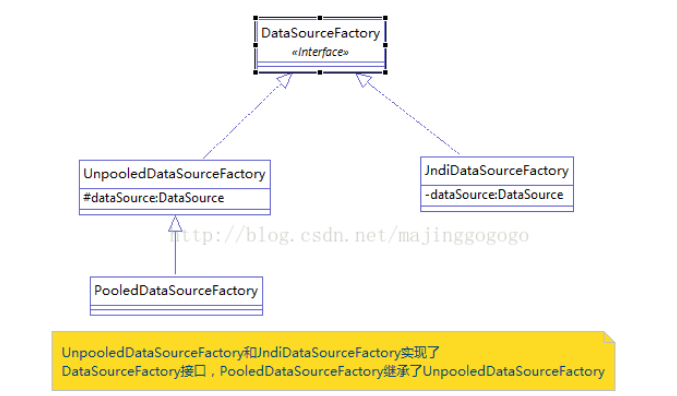 DataSourceFactory
«Interface»
UnpooledDataSourceFactory
#dataSource:DataSource
JndiDataSourceFactory
-dataSource:DataSource
http://blog.csdn.net/majinggogogo
PooledDataSourceFactory
UnpooledDataSourceFactory和JndiDataSourceFactory实现了
DataSourceFactory接口，PooledDataSourceFactory继承了UnpooledDataSourceFactory